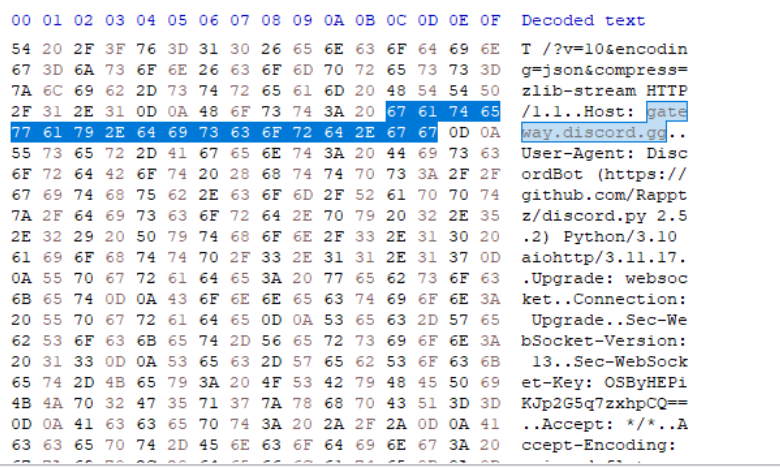 00 01 02 03 04 05 06 07 08 09 0A 0B 0C 0D 0E 0F Decoded text
54 20 2F 3F 76 3D 31 30 26 65 6E 63 6F 64 69 6E T /?v=10&encodin
67 3D 6A 73 6F 6E 26 63 6F 6D 70 72 65 73 73 3D g=json&compress=
7A 6C 69 62 2D 73 74 72 65 61 6D 20 48 54 54 50 zlib-stream HTTP
2F 31 2E 31 0D 0A 48 6F 73 74 3A 20 67 61 74 65 /1.1..Host: gate
77 61 79 2E 64 69 73 63 6F 72 64 2E 67 67 0D 0A way.discord.gg..
55 73 65 72 2D 41 67 65 6E 74 3A 20 44 69 73 63 User-Agent: Disc
6F 72 64 42 6F 74 20 28 68 74 74 70 73 3A 2F 2F ordBot (https://
67 69 74 68 75 62 2E 63 6F 6D 2F 52 61 70 70 74 github.com/Rappt
7A 2F 64 69 73 63 6F 72 64 2E 70 79 20 32 2E 35 z/discord.py 2.5
2E 32 29 20 50 79 74 68 6F 6E 2F 33 2E 31 30 20 .2) Python/3.10
61 69 6F 68 74 74 70 2F 33 2E 31 31 2E 31 37 0D aiohttp/3.11.17.
0A 55 70 67 72 61 64 65 3A 20 77 65 62 73 6F 63 .Upgrade: websoc
6B 65 74 0D 0A 43 6F 6E 6E 65 63 74 69 6F 6E 3A ket..Connection:
20 55 70 67 72 61 64 65 0D 0A 53 65 63 2D 57 65 Upgrade..Sec-We
62 53 6F 63 6B 65 74 2D 56 65 72 73 69 6F 6E 3A bSocket-Version:
20 31 33 0D 0A 53 65 63 2D 57 65 62 53 6F 63 6B 13..Sec-WebSock
65 74 2D 4B 65 79 3A 20 4F 53 42 79 48 45 50 69 et-Key: OSByHEPi
4B 4A 70 32 47 35 71 37 7A 78 68 70 43 51 3D 3D KJp2G5q7zxhpCQ==
0D 0A 41 63 63 65 70 74 3A 20 2A 2F 2A 0D 0A 41 ..Accept: */*..A
63 63 65 70 74 2D 45 6E 63 6F 64 69 6E 67 3A 20 ccept-Encoding: